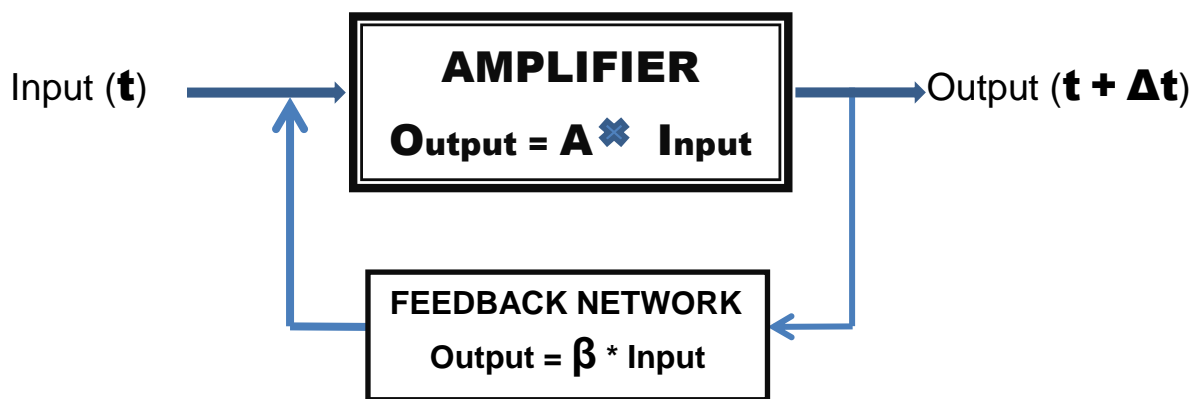 AMPLIFIER
Input (t)
Output (t + Δt)
Output = A × Input
FEEDBACK NETWORK
Output = β * Input